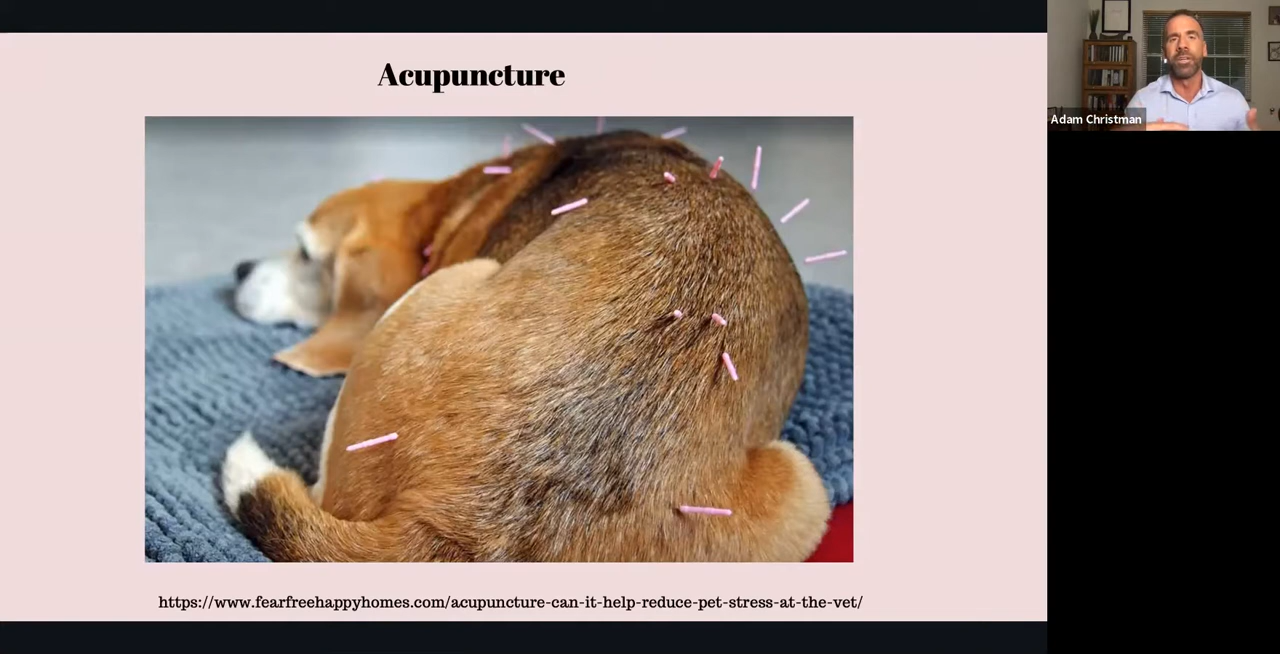 Acupuncture
Adam Christman
https://www.fearfreehappyhomes.com/acupuncture-can-it-help-reduce-pet-stress-at-the-vet/